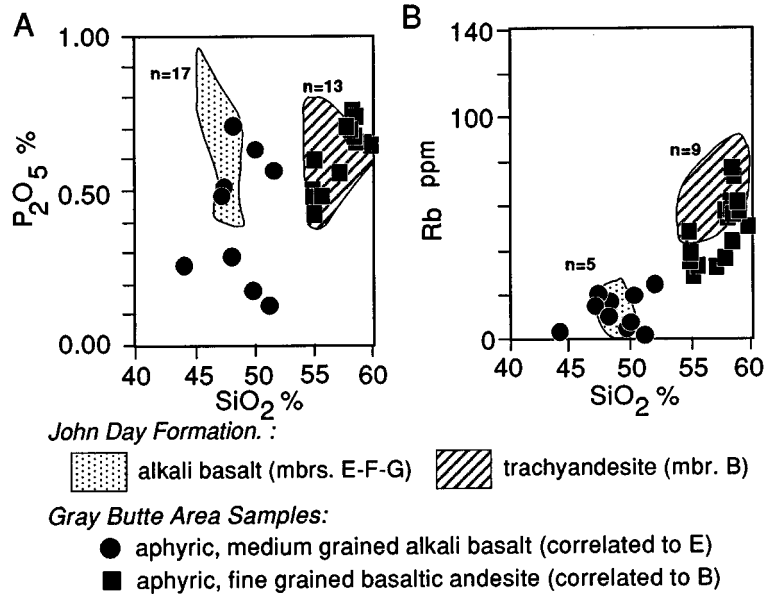 A
1.00
0.50
0.00
P2O5 %
n=17
n=13
40 45 50 55 60
SiO2 %
B
140
100
0
Rb ppm
n=9
n=5
40 45 50 55 60
SiO2 %
John Day Formation. :
alkali basalt (mbrs. E-F-G)
trachyandesite (mbr. B)
Gray Butte Area Samples:
aphyric, medium grained alkali basalt (correlated to E)
aphyric, fine grained basaltic andesite (correlated to B)